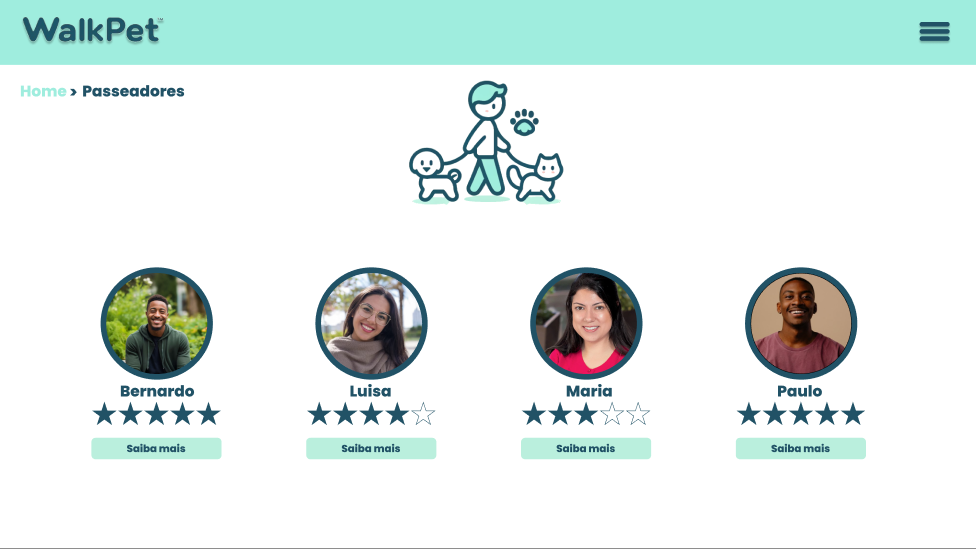 WalkPet
Home > Passeadores
Bernardo
Luisa
Maria
Paulo
Saiba mais
Saiba mais
Saiba mais
Saiba mais